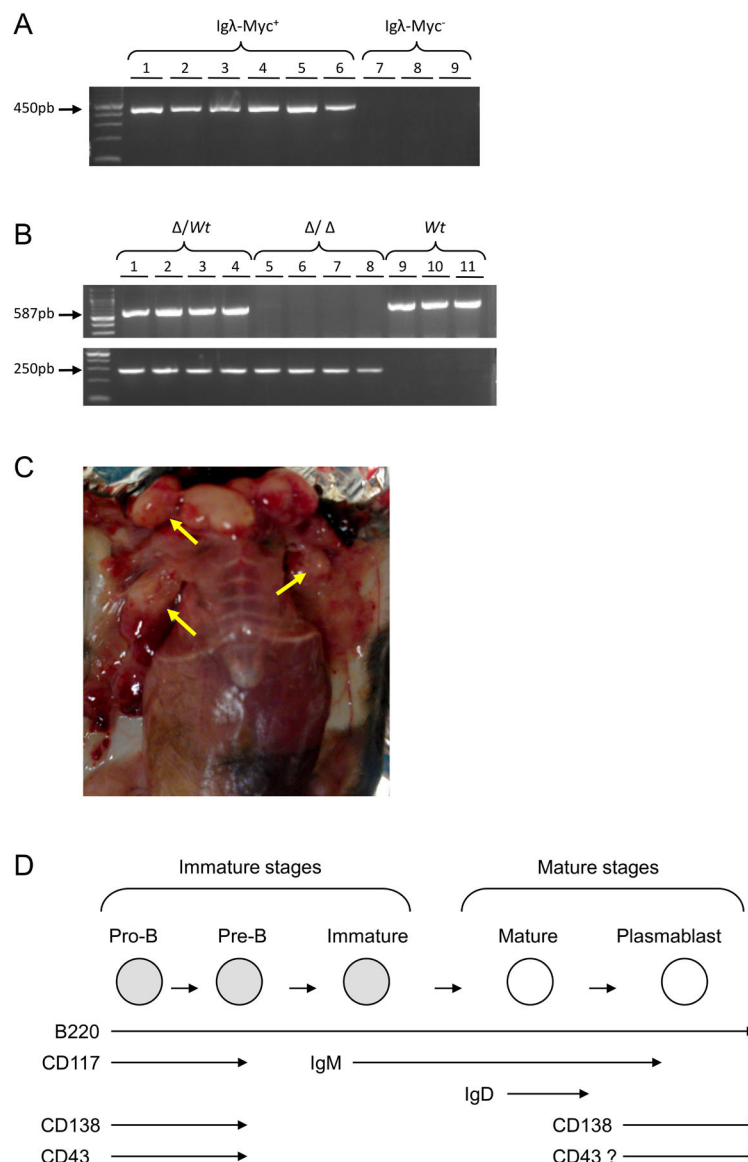 A
Igλ-Myc⁺ Igλ-Myc⁻
1 2 3 4 5 6 7 8 9
450pb
B
Δ/Wt Δ/ Δ Wt
1 2 3 4 5 6 7 8 9 10 11
587pb
250pb
C
D
Immature stages Mature stages
Pro-B Pre-B Immature Mature Plasmablast
B220
CD117 IgM
IgD
CD138 CD138
CD43 CD43 ?